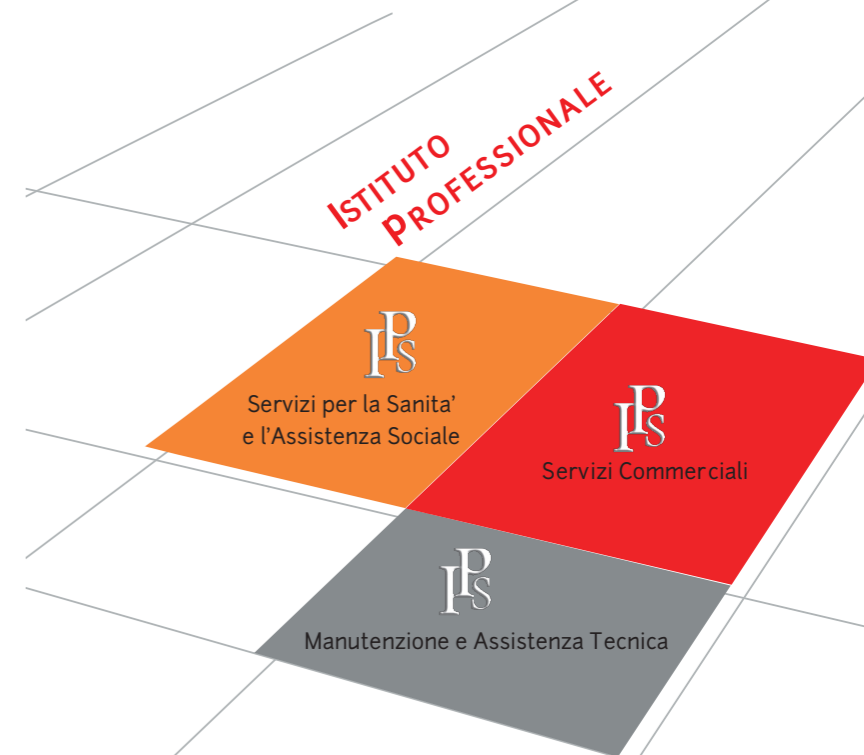 ISTITUTO
PROFESSIONALE
IPS
Servizi per la Sanita'
e l'Assistenza Sociale
IPS
Servizi Commerciali
IPS
Manutenzione e Assistenza Tecnica